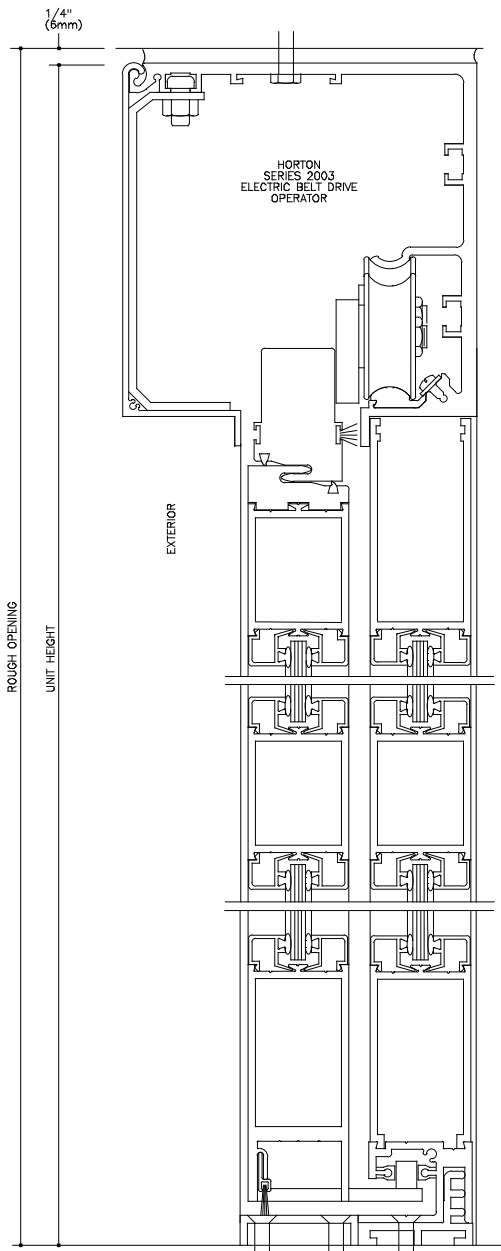 1/4"
(6mm)
HORTON
SERIES 2003
ELECTRIC BELT DRIVE
OPERATOR
EXTERIOR
ROUGH OPENING
UNIT HEIGHT